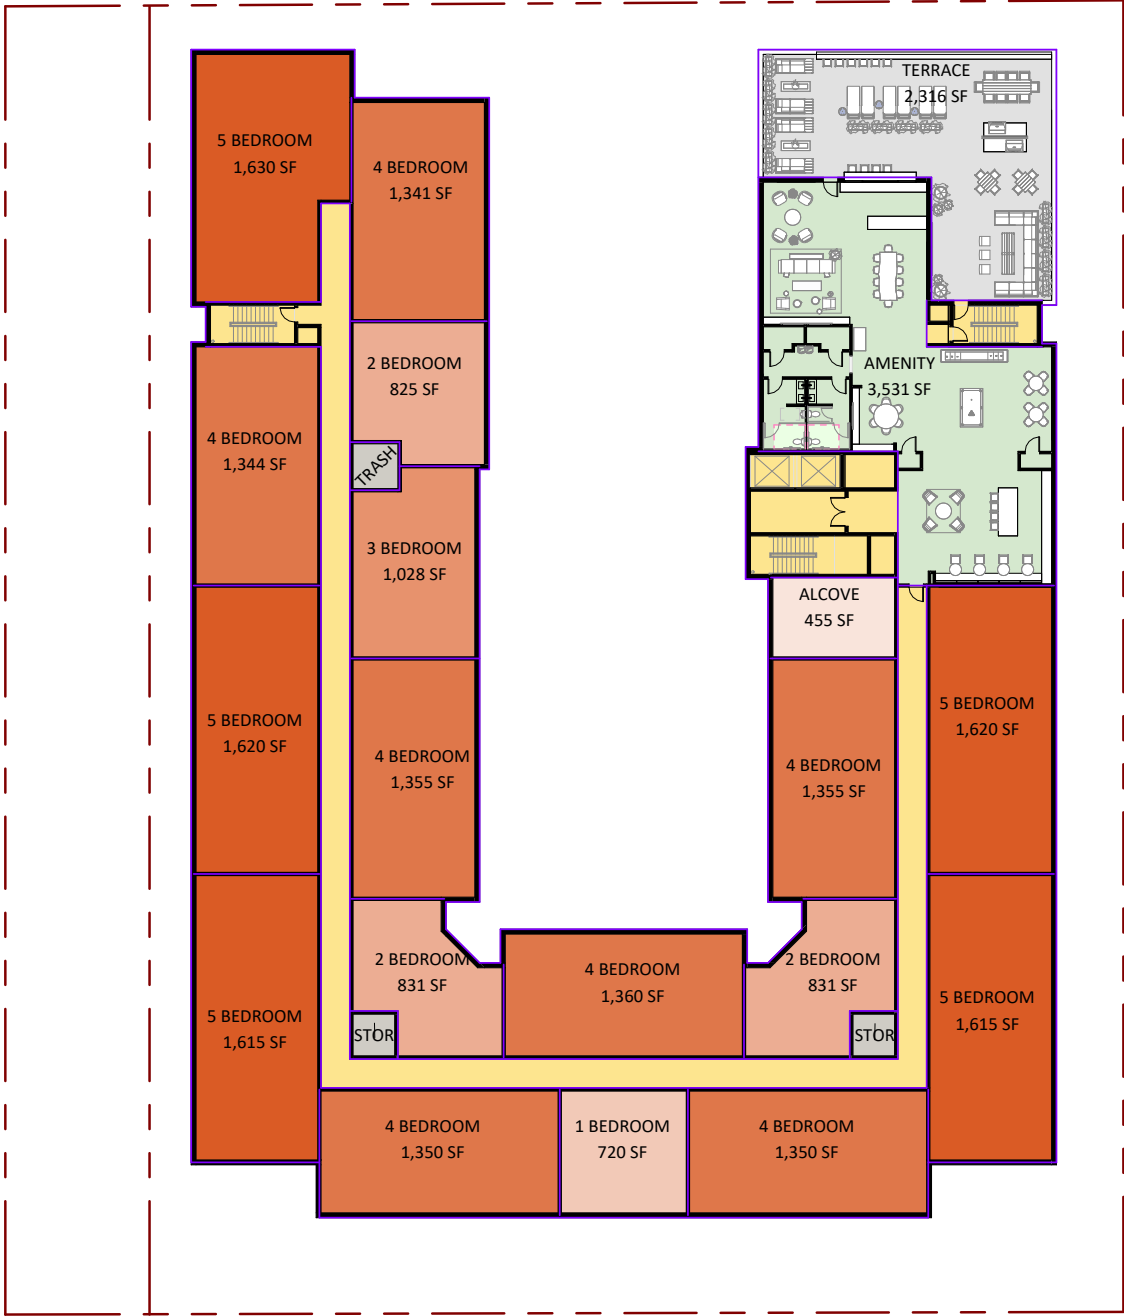 TERRACE
2,316 SF
5 BEDROOM
1,630 SF
4 BEDROOM
1,341 SF
2 BEDROOM
825 SF
AMENITY
3,531 SF
4 BEDROOM
1,344 SF
TRASH
3 BEDROOM
1,028 SF
ALCOVE
455 SF
5 BEDROOM
1,620 SF
4 BEDROOM
1,355 SF
4 BEDROOM
1,355 SF
5 BEDROOM
1,620 SF
2 BEDROOM
831 SF
4 BEDROOM
1,360 SF
2 BEDROOM
831 SF
5 BEDROOM
1,615 SF
STOR
STOR
5 BEDROOM
1,615 SF
4 BEDROOM
1,350 SF
1 BEDROOM
720 SF
4 BEDROOM
1,350 SF